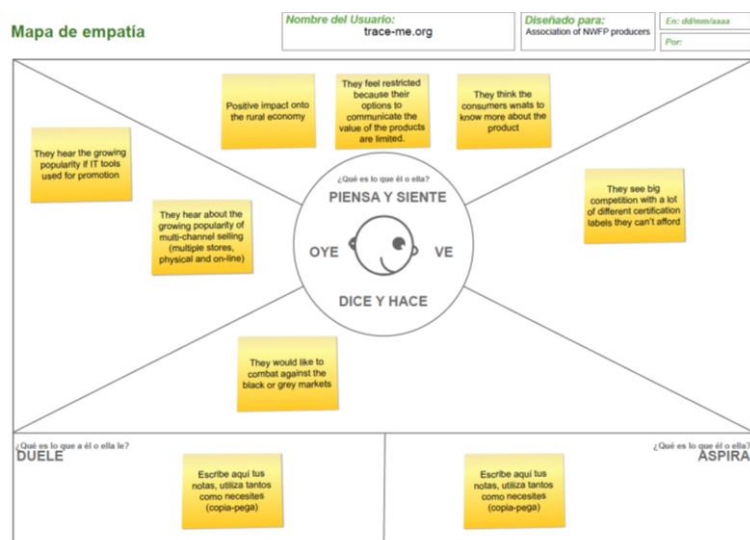 Mapa de empatía
Nombre del Usuario:
trace-me.org
Diseñado para:
Association of NWFP producers
En: dd/mm/aaaa
Por:
Positive impact onto
the rural economy
They feel restricted
because their
options to
communicate the
value of the products
are limited.
They think the
consumers wnats to
know more about the
product
They hear the growing
popularity if IT tools
used for promotion
They hear about the
growing popularity of
multi-channel selling
(multiple stores,
physical and on-line)
They see big
competition with a lot
of different certification
labels they can't afford
¿Qué es lo que él o ella?
PIENSA Y SIENTE
OYE
VE
DICE Y HACE
They would like to
combat against the
black or grey markets
¿Qué es lo que a él o ella le?
DUELE
Escribe aquí tus
notas, utiliza tantos
como necesites
(copia-pega)
¿Qué es lo que él o ella?
ASPIRA
Escribe aquí tus
notas, utiliza tantos
como necesites
(copia-pega)